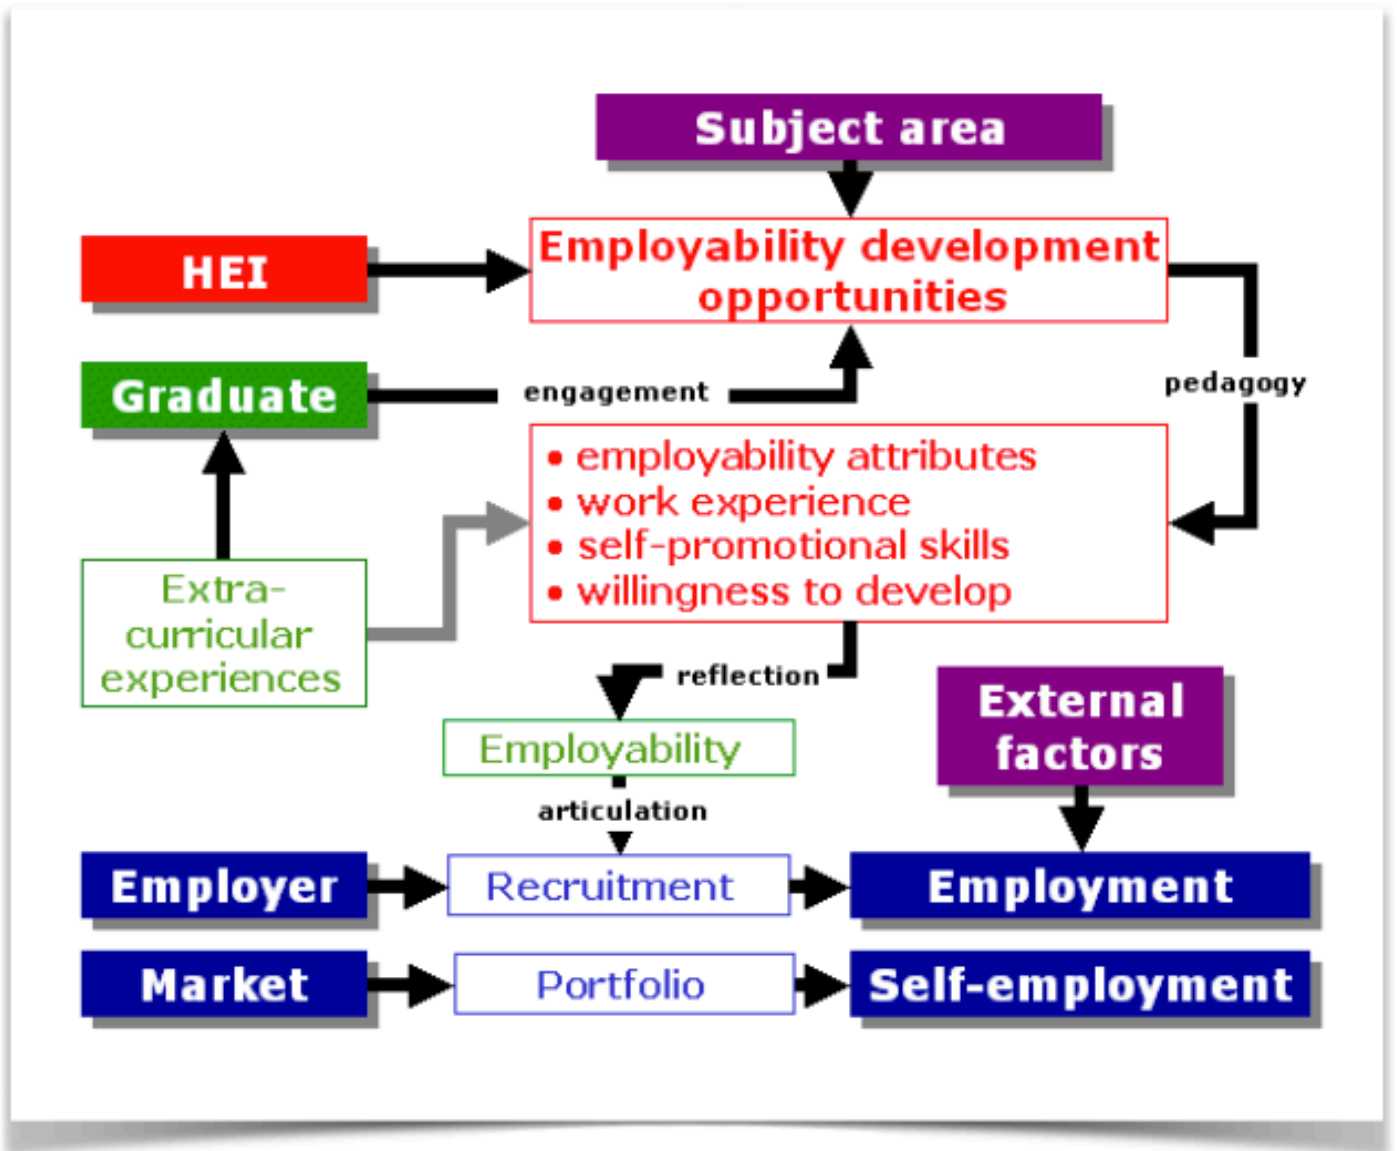 Subject area
HEI
Employability development
opportunities
Graduate
engagement
pedagogy
• employability attributes
• work experience
• self-promotional skills
• willingness to develop
Extra-
curricular
experiences
reflection
External
factors
Employability
articulation
Employer
Recruitment
Employment
Market
Portfolio
Self-employment